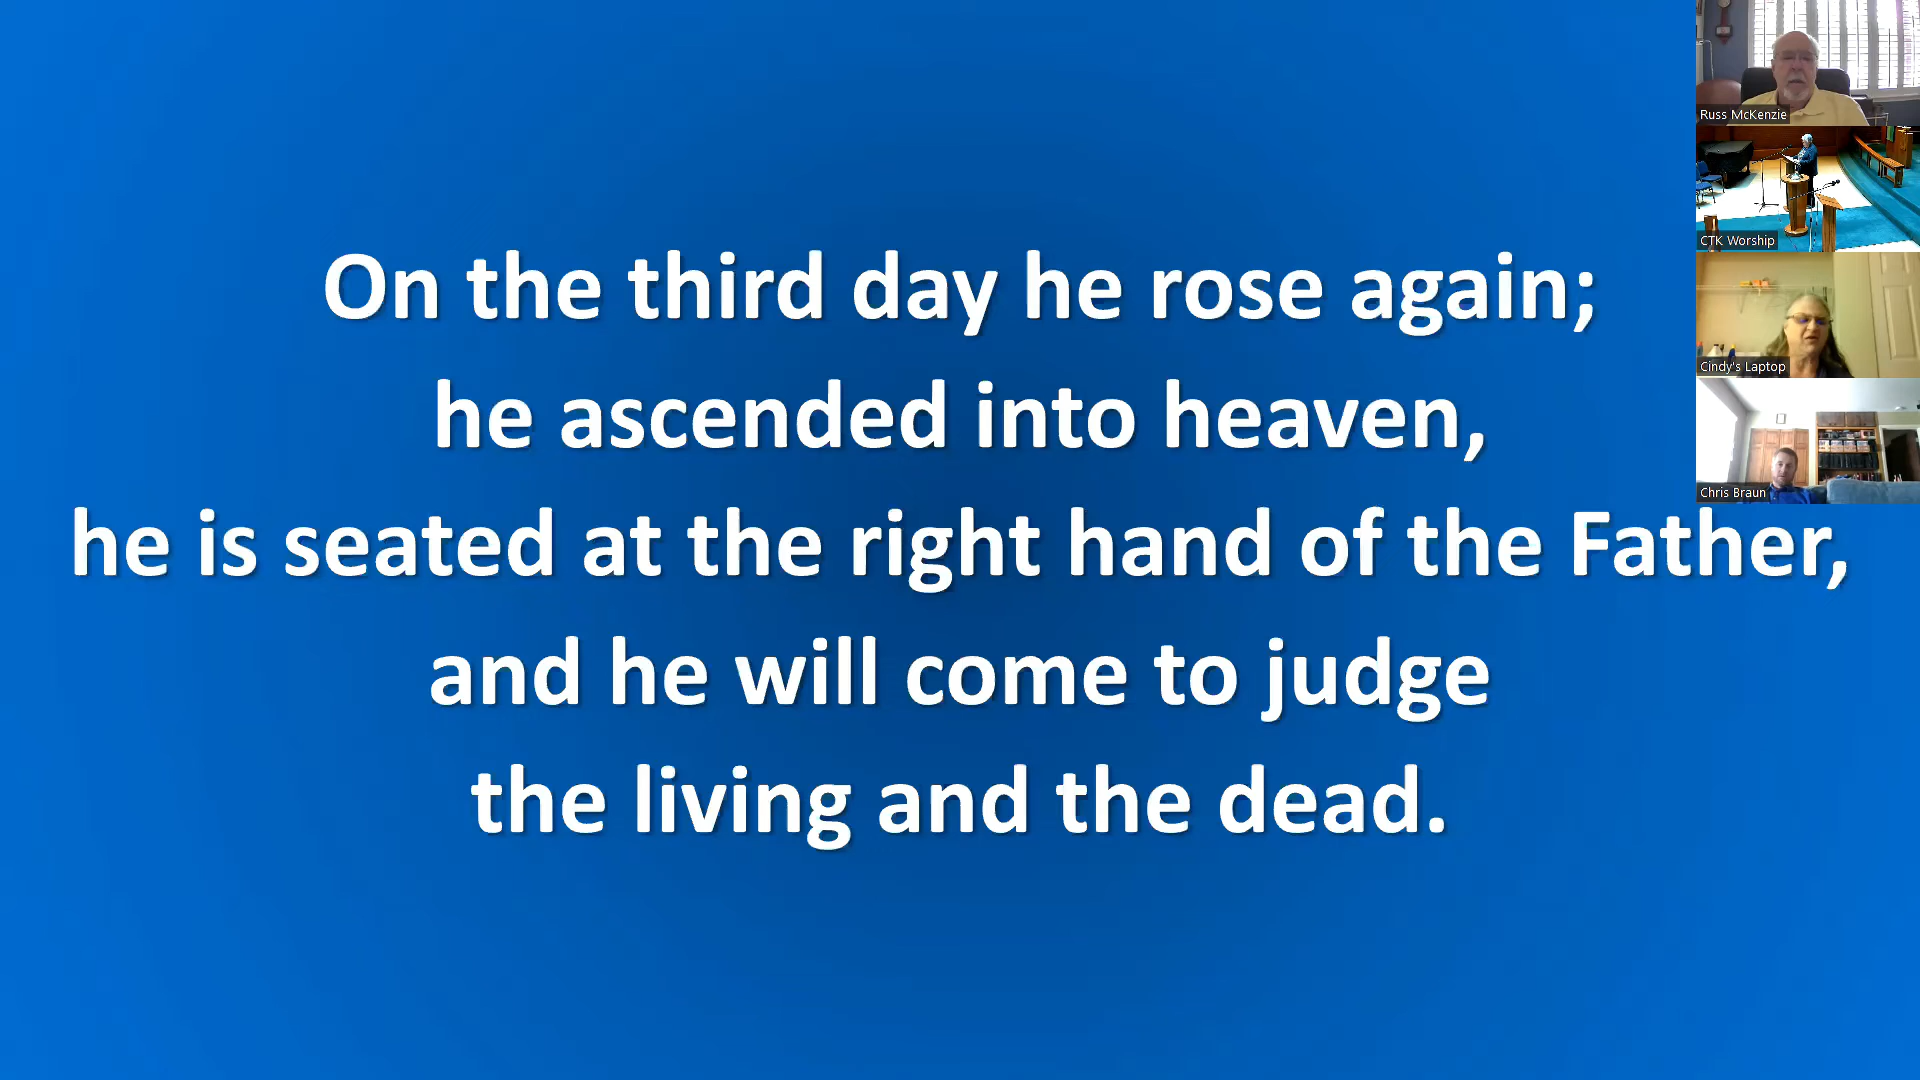 On the third day he rose again;
he ascended into heaven,
he is seated at the right hand of the Father,
and he will come to judge
the living and the dead.
Russ McKenzie
CTK Worship
Cindy's Laptop
Chris Braun